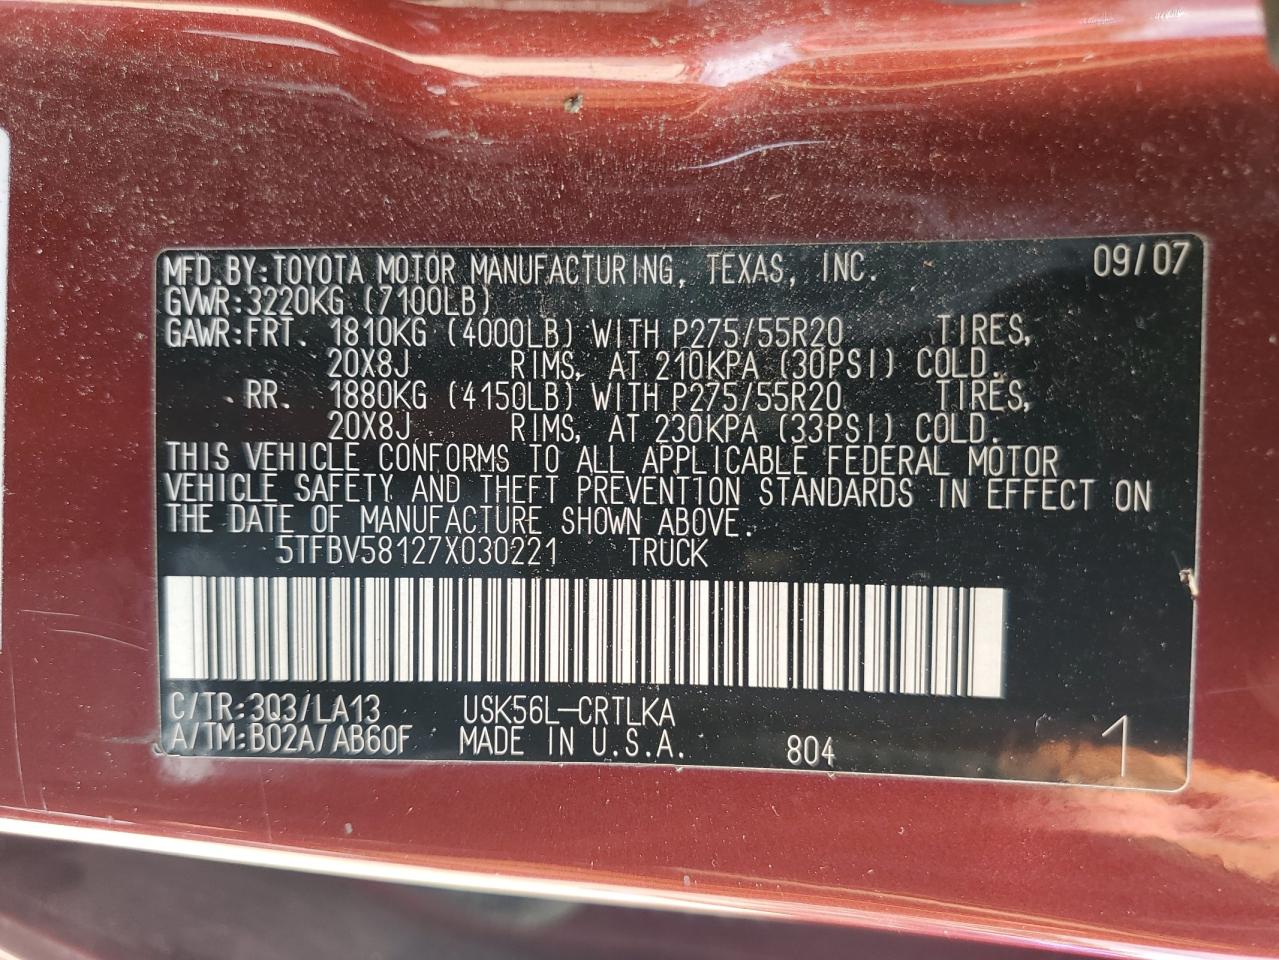 MFD.BY:TOYOTA MOTOR MANUFACTURING, TEXAS, INC. 09/07
GVWR:3220KG (7100LB)
GAWR:FRT. 1810KG (4000LB) WITH P275/55R20 TIRES,
20X8J RIMS, AT 210KPA (30PSI) COLD.
RR. 1880KG (4150LB) WITH P275/55R20 TIRES,
20X8J RIMS, AT 230KPA (33PSI) COLD.
THIS VEHICLE CONFORMS TO ALL APPLICABLE FEDERAL MOTOR
VEHICLE SAFETY AND THEFT PREVENTION STANDARDS IN EFFECT ON
THE DATE OF MANUFACTURE SHOWN ABOVE.
5TFBV58127X030221 TRUCK
C/TR:3Q3/LA13 USK56L-CRTLKA
A/TM:B02A/AB60F MADE IN U.S.A. 804 1